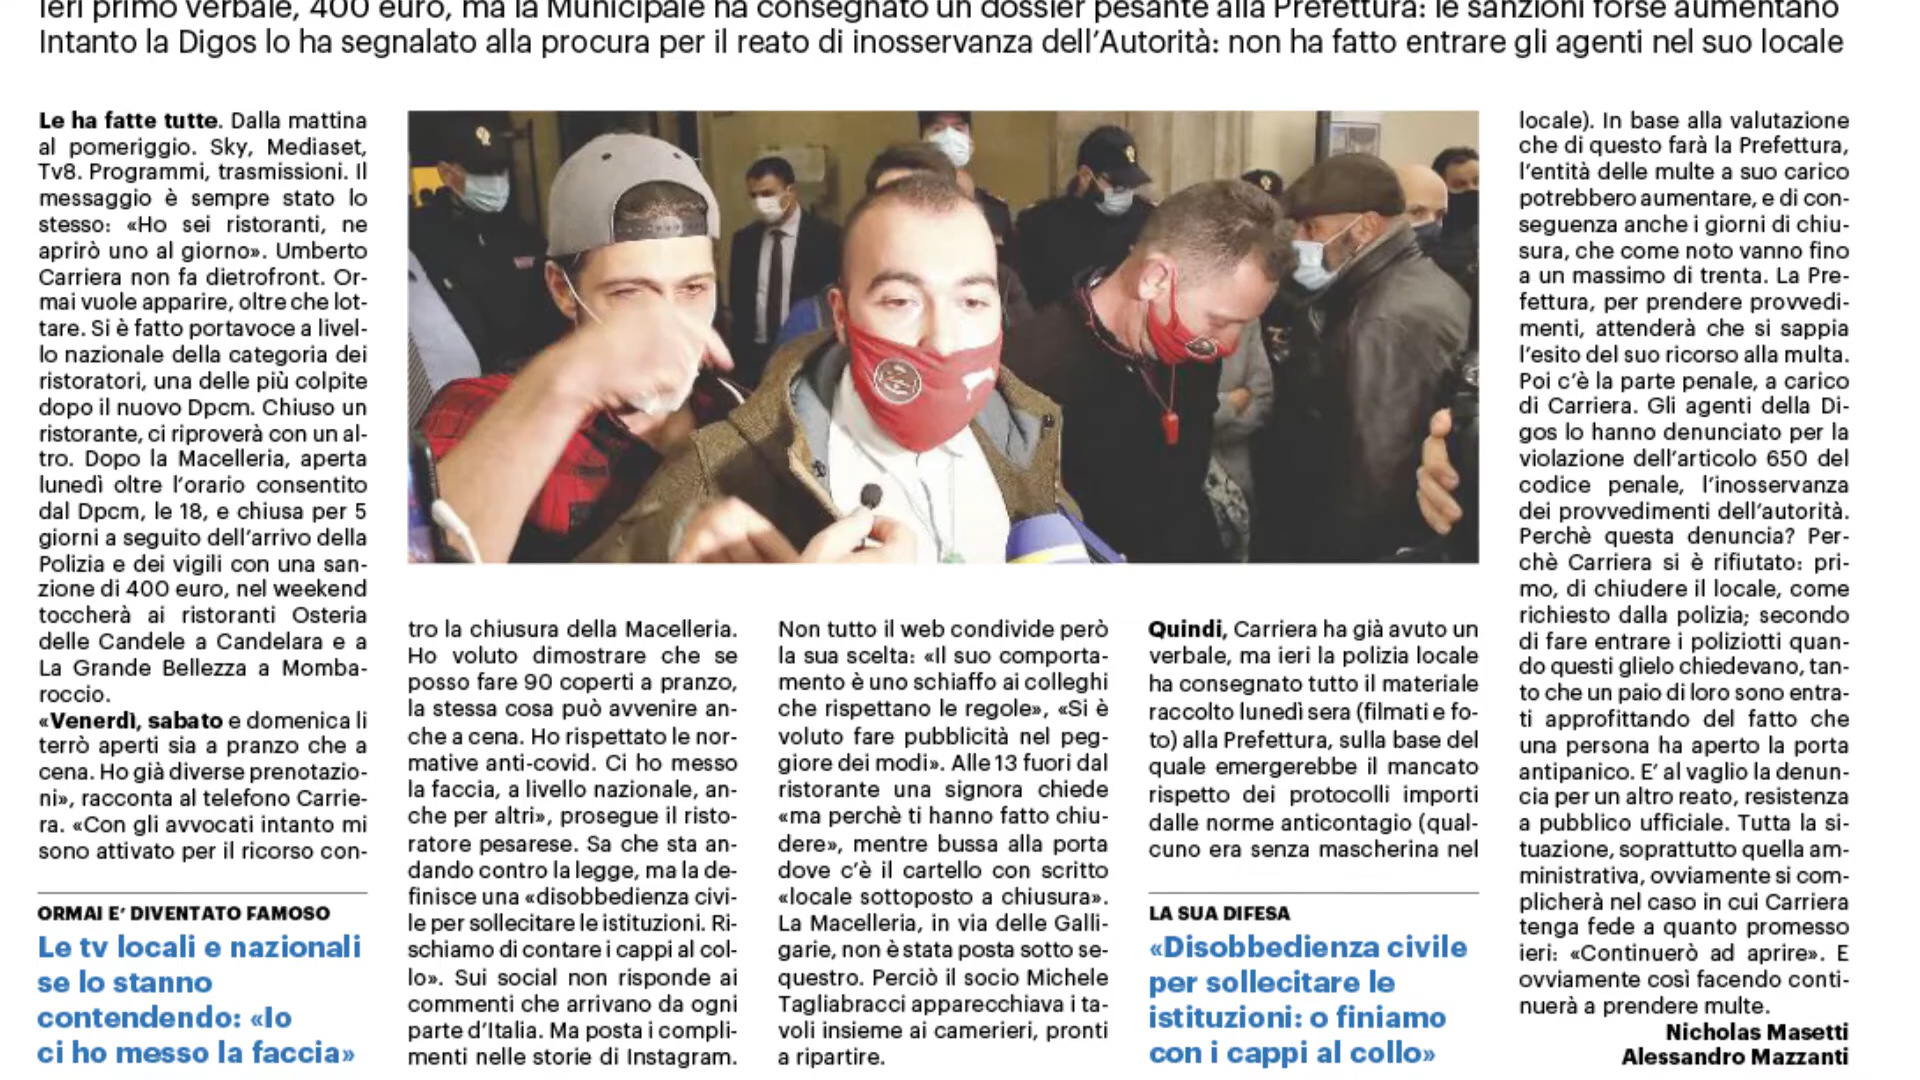 Ieri primo verbale, 400 euro, ma la Municipale ha consegnato un dossier pesante alla Prefettura: le sanzioni forse aumentano
Intanto la Digos lo ha segnalato alla procura per il reato di inosservanza dell'Autorità: non ha fatto entrare gli agenti nel suo locale
Le ha fatte tutte. Dalla mattina
al pomeriggio. Sky, Mediaset,
Tv8. Programmi, trasmissioni. Il
messaggio è sempre stato lo
stesso: «Ho sei ristoranti, ne
aprirò uno al giorno». Umberto
Carriera non fa dietrofront. Or-
mai vuole apparire, oltre che lot-
tare. Si è fatto portavoce a livel-
lo nazionale della categoria dei
ristoratori, una delle più colpite
dopo il nuovo Dpcm. Chiuso un
ristorante, ci riproverà con un al-
tro. Dopo la Macelleria, aperta
lunedì oltre l'orario consentito
dal Dpcm, le 18, e chiusa per 5
giorni a seguito dell'arrivo della
Polizia e dei vigili con una san-
zione di 400 euro, nel weekend
toccherà ai ristoranti Osteria
delle Candele a Candelara e a
La Grande Bellezza a Momba-
roccio.
«Venerdì, sabato e domenica li
terrò aperti sia a pranzo che a
cena. Ho già diverse prenotazio-
ni», racconta al telefono Carrie-
ra. «Con gli avvocati intanto mi
sono attivato per il ricorso con-
ORMAI E' DIVENTATO FAMOSO
Le tv locali e nazionali
se lo stanno
contendendo: «Io
ci ho messo la faccia»
tro la chiusura della Macelleria.
Ho voluto dimostrare che se
posso fare 90 coperti a pranzo,
la stessa cosa può avvenire an-
che a cena. Ho rispettato le nor-
mative anti-covid. Ci ho messo
la faccia, a livello nazionale, an-
che per altri», prosegue il risto-
ratore pesarese. Sa che sta an-
dando contro la legge, ma la de-
finisce una «disobbedienza civi-
le per sollecitare le istituzioni. Ri-
schiamo di contare i cappi al col-
lo». Sui social non risponde ai
commenti che arrivano da ogni
parte d'Italia. Ma posta i compli-
menti nelle storie di Instagram.
Non tutto il web condivide però
la sua scelta: «Il suo comporta-
mento è uno schiaffo ai colleghi
che rispettano le regole», «Si è
voluto fare pubblicità nel peg-
giore dei modi». Alle 13 fuori dal
ristorante una signora chiede
«ma perchè ti hanno fatto chiu-
dere», mentre bussa alla porta
dove c'è il cartello con scritto
«locale sottoposto a chiusura».
La Macelleria, in via delle Galli-
garie, non è stata posta sotto se-
questro. Perciò il socio Michele
Tagliabracci apparecchiava i ta-
voli insieme ai camerieri, pronti
a ripartire.
Quindi, Carriera ha già avuto un
verbale, ma ieri la polizia locale
ha consegnato tutto il materiale
raccolto lunedì sera (filmati e fo-
to) alla Prefettura, sulla base del
quale emergerebbe il mancato
rispetto dei protocolli importi
dalle norme anticontagio (qual-
cuno era senza mascherina nel
LA SUA DIFESA
«Disobbedienza civile
per sollecitare le
istituzioni: o finiamo
con i cappi al collo»
locale). In base alla valutazione
che di questo farà la Prefettura,
l'entità delle multe a suo carico
potrebbero aumentare, e di con-
seguenza anche i giorni di chiu-
sura, che come noto vanno fino
a un massimo di trenta. La Pre-
fettura, per prendere provvedi-
menti, attenderà che si sappia
l'esito del suo ricorso alla multa.
Poi c'è la parte penale, a carico
di Carriera. Gli agenti della Di-
gos lo hanno denunciato per la
violazione dell'articolo 650 del
codice penale, l'inosservanza
dei provvedimenti dell'autorità.
Perchè questa denuncia? Per-
chè Carriera si è rifiutato: pri-
mo, di chiudere il locale, come
richiesto dalla polizia; secondo
di fare entrare i poliziotti quan-
do questi glielo chiedevano, tan-
to che un paio di loro sono entra-
ti approfittando del fatto che
una persona ha aperto la porta
antipanico. E' al vaglio la denun-
cia per un altro reato, resistenza
a pubblico ufficiale. Tutta la si-
tuazione, soprattutto quella am-
ministrativa, ovviamente si com-
plicherà nel caso in cui Carriera
tenga fede a quanto promesso
ieri: «Continuerò ad aprire». E
ovviamente così facendo conti-
nuerà a prendere multe.
Nicholas Masetti
Alessandro Mazzanti